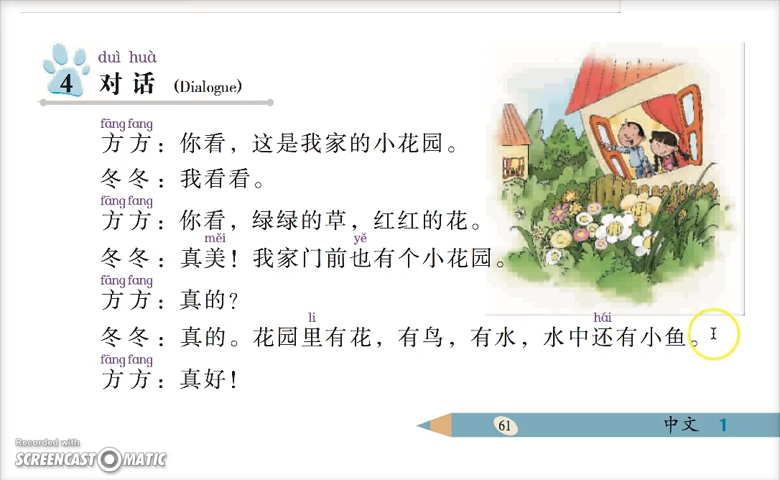 duì huà
4 对话 (Dialogue)
fāng fang
方方：你看，这是我家的小花园。
冬冬：我看看。
fāng fang
方方：你看，绿绿的草，红红的花。
měi yě
冬冬：真美！我家门前也有个小花园。
fāng fang
方方：真的？
li hái
冬冬：真的。花园里有花，有鸟，有水，水中还有小鱼。
fāng fang
方方：真好！
61 中文 1
Recorded with
SCREENCAST MATIC